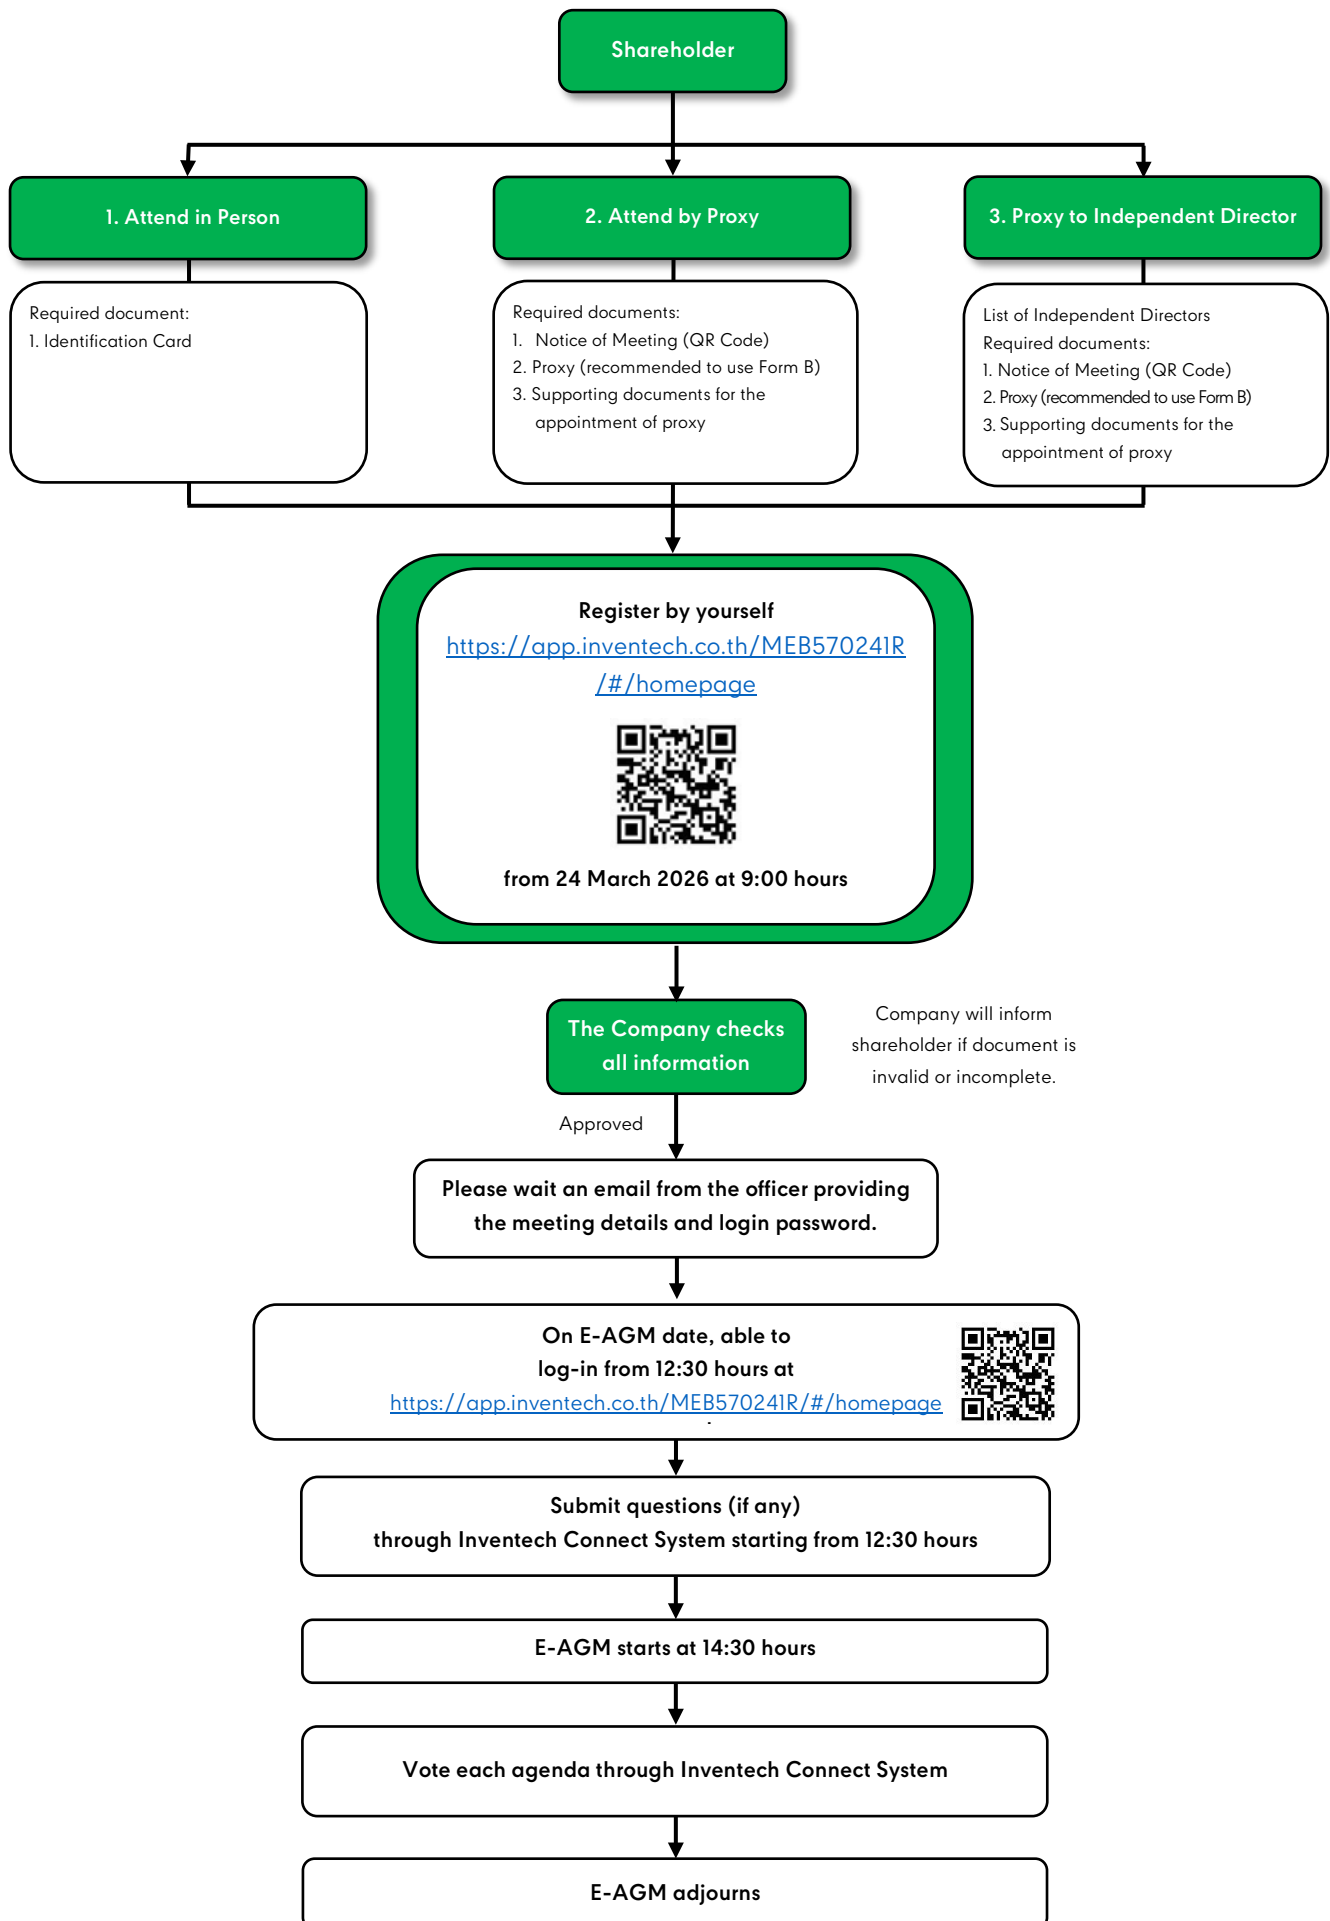 Shareholder
1. Attend in Person
2. Attend by Proxy
3. Proxy to Independent Director
Required document:
1. Identification Card
Required documents:
1. Notice of Meeting (QR Code)
2. Proxy (recommended to use Form B)
3. Supporting documents for the
appointment of proxy
List of Independent Directors
Required documents:
1. Notice of Meeting (QR Code)
2. Proxy (recommended to use Form B)
3. Supporting documents for the
appointment of proxy
Register by yourself
https://app.inventech.co.th/MEB570241R
/#/homepage
from 24 March 2026 at 9:00 hours
The Company checks
all information
Company will inform
shareholder if document is
invalid or incomplete.
Approved
Please wait an email from the officer providing
the meeting details and login password.
On E-AGM date, able to
log-in from 12:30 hours at
https://app.inventech.co.th/MEB570241R/#/homepage
Submit questions (if any)
through Inventech Connect System starting from 12:30 hours
E-AGM starts at 14:30 hours
Vote each agenda through Inventech Connect System
E-AGM adjourns